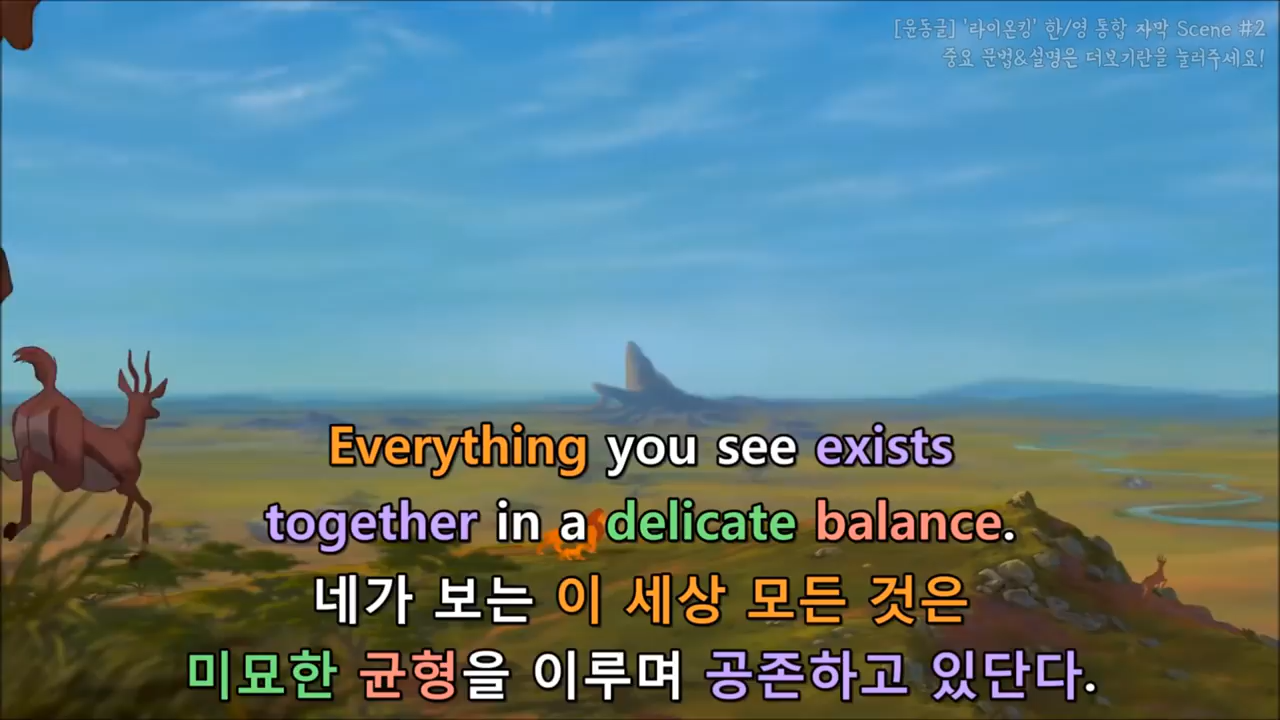 [윤동글] '라이온킹' 한/영 통합 자막 Scene #2
중요 문법&설명은 더보기란을 눌러주세요!
Everything you see exists
together in a delicate balance.
네가 보는 이 세상 모든 것은
미묘한 균형을 이루며 공존하고 있단다.